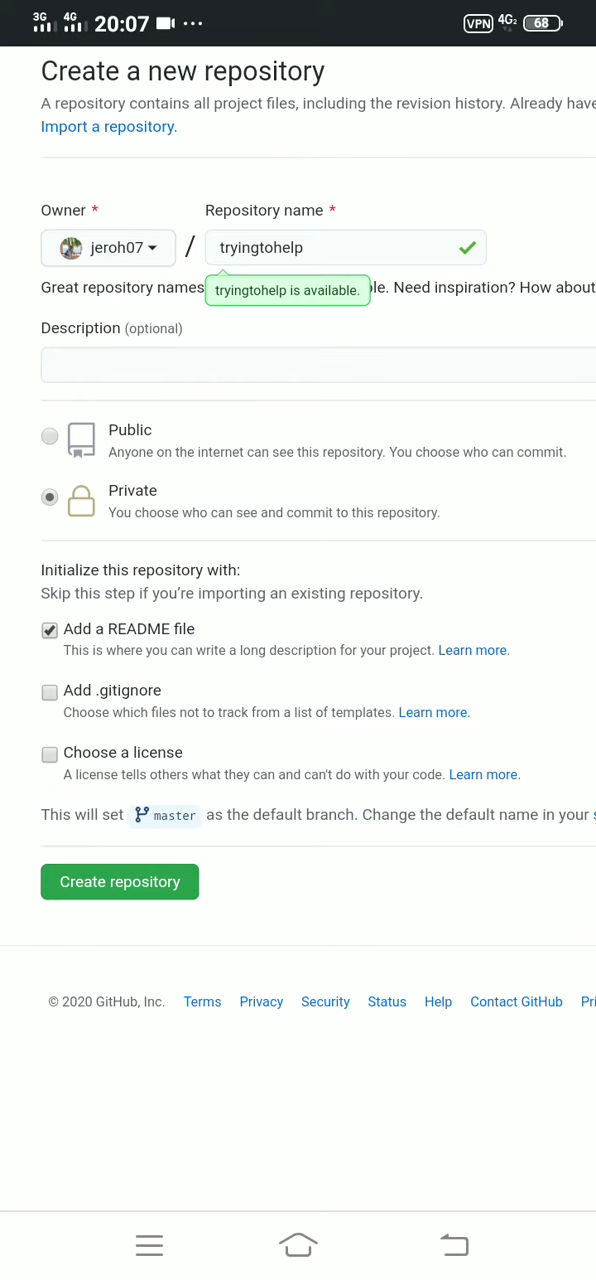 3G 4G 20:07 ... VPN 4G2 68
Create a new repository
A repository contains all project files, including the revision history. Already have
Import a repository.
Owner * Repository name *
jeroh07 / tryingtohelp
Great repository names le. Need inspiration? How about
tryingtohelp is available.
Description (optional)
Public
Anyone on the internet can see this repository. You choose who can commit.
Private
You choose who can see and commit to this repository.
Initialize this repository with:
Skip this step if you’re importing an existing repository.
Add a README file
This is where you can write a long description for your project. Learn more.
Add .gitignore
Choose which files not to track from a list of templates. Learn more.
Choose a license
A license tells others what they can and can't do with your code. Learn more.
This will set master as the default branch. Change the default name in your s
Create repository
© 2020 GitHub, Inc. Terms Privacy Security Status Help Contact GitHub Pri